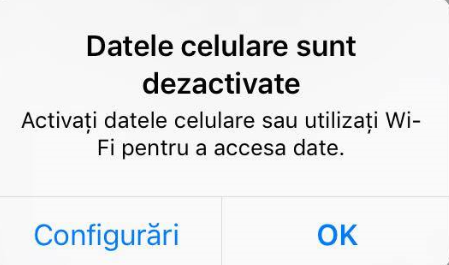 Datele celulare sunt
dezactivate
Activați datele celulare sau utilizați Wi-
Fi pentru a accesa date.
Configurări
OK